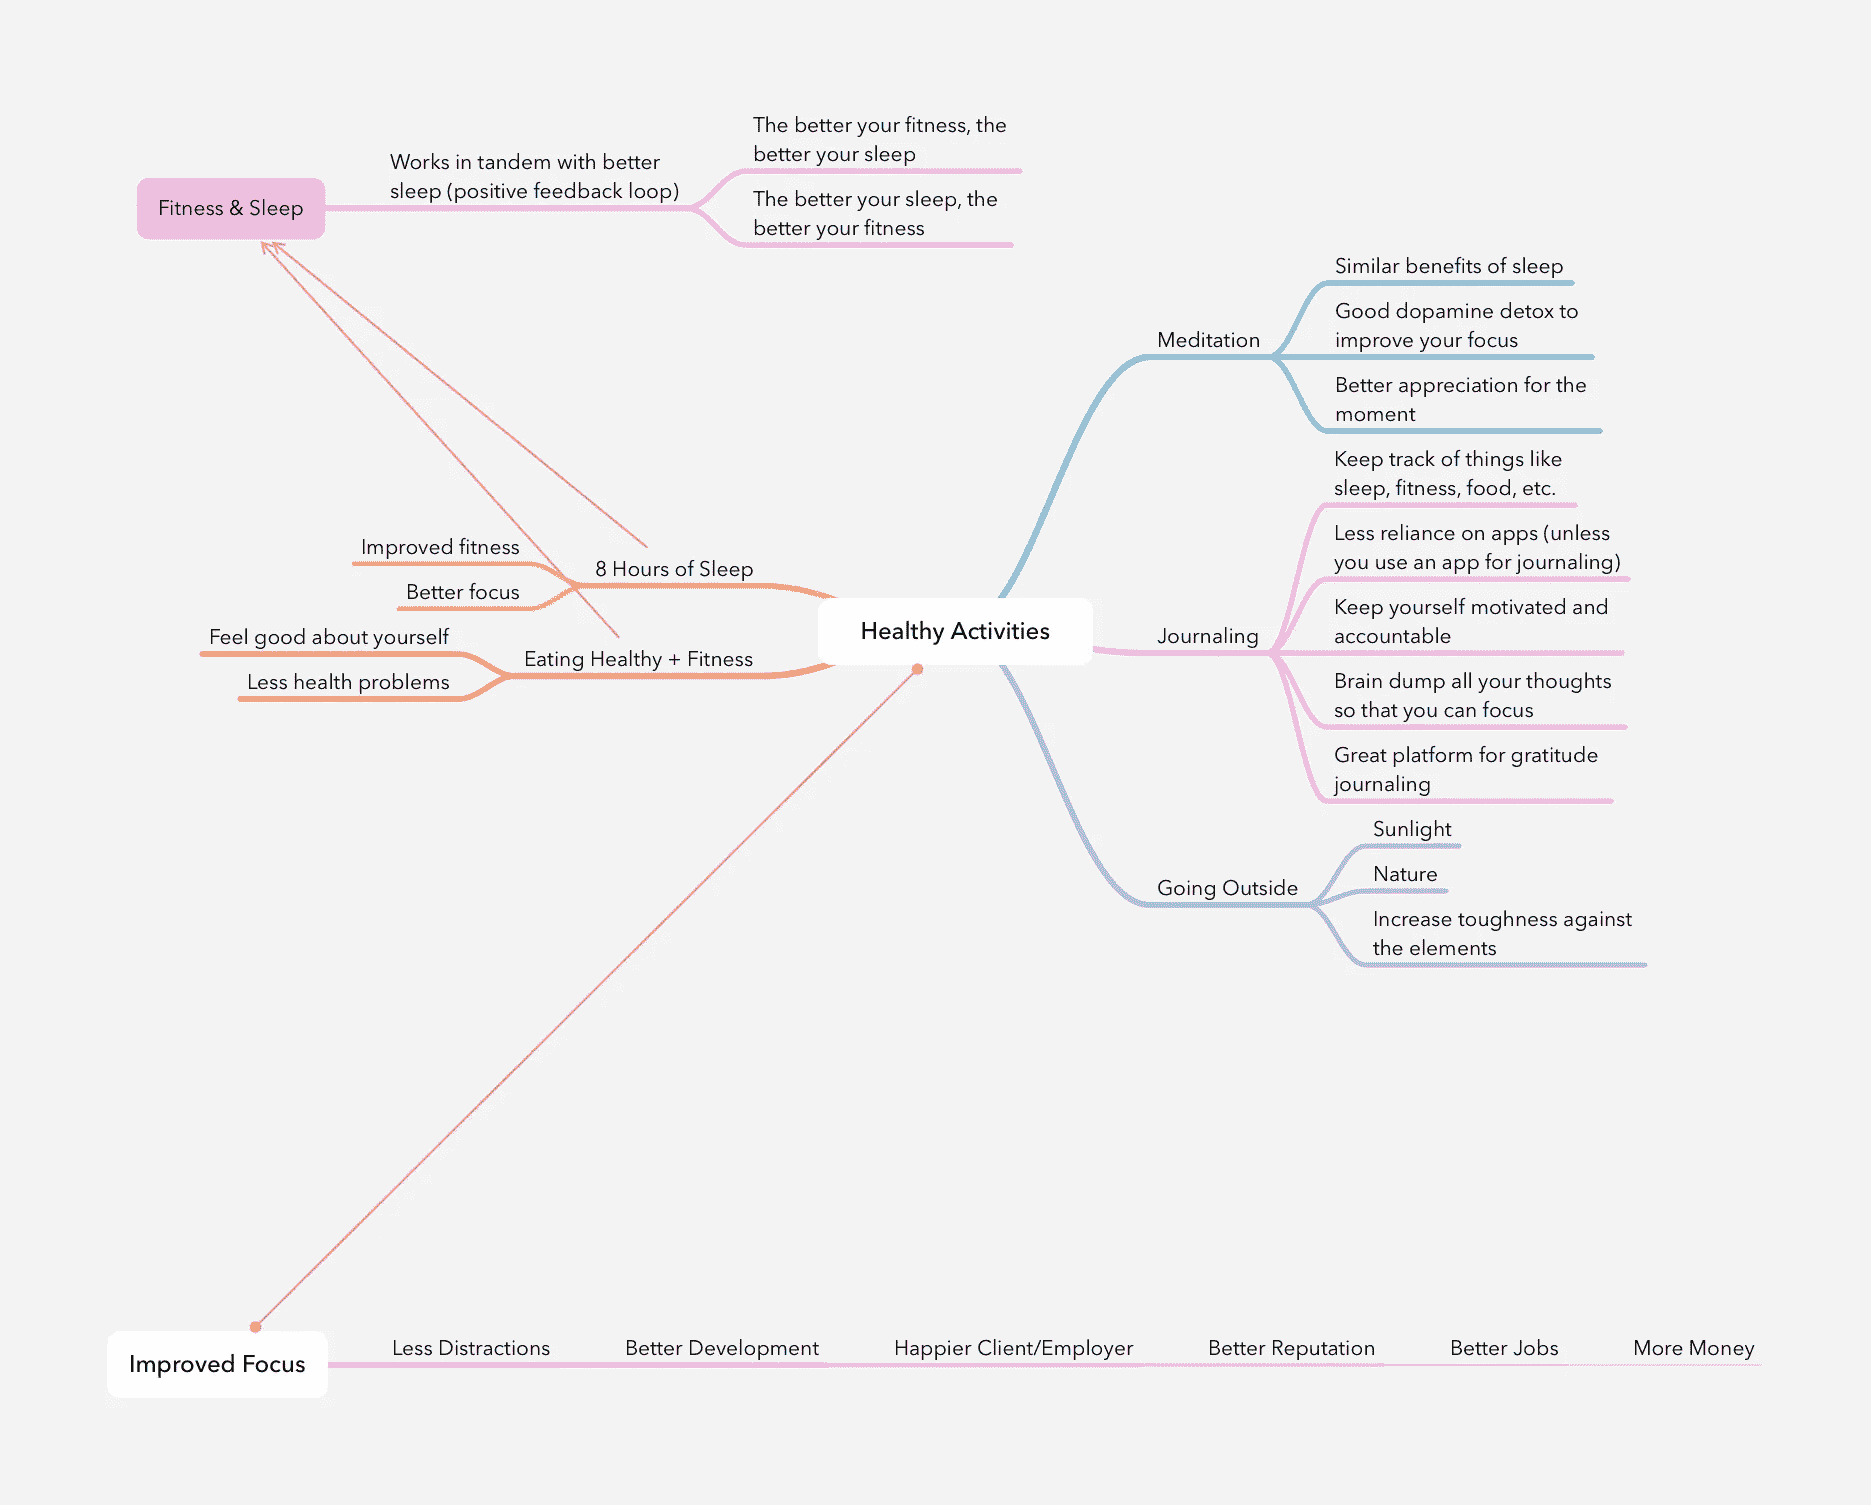 The better your fitness, the
better your sleep
Works in tandem with better
sleep (positive feedback loop)
Fitness & Sleep
The better your sleep, the
better your fitness
Similar benefits of sleep
Good dopamine detox to
improve your focus
Meditation
Better appreciation for the
moment
Keep track of things like
sleep, fitness, food, etc.
Less reliance on apps (unless
you use an app for journaling)
Keep yourself motivated and
accountable
Journaling
Brain dump all your thoughts
so that you can focus
Great platform for gratitude
journaling
Improved fitness
8 Hours of Sleep
Better focus
Feel good about yourself
Eating Healthy + Fitness
Less health problems
Healthy Activities
Sunlight
Nature
Going Outside
Increase toughness against
the elements
Improved Focus
Less Distractions
Better Development
Happier Client/Employer
Better Reputation
Better Jobs
More Money